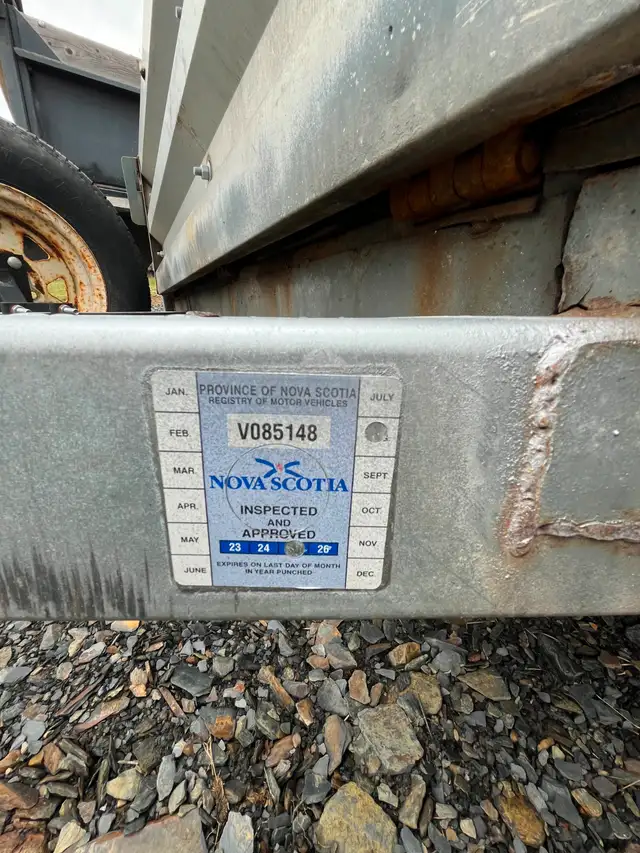 PROVINCE OF NOVA SCOTIA
REGISTRY OF MOTOR VEHICLES
JAN.
FEB.
MAR.
APR.
MAY
JUNE
V085148
NOVA SCOTIA
INSPECTED
AND
APPROVED
23 24 26
EXPIRES ON LAST DAY OF MONTH
IN YEAR PUNCHED
JULY
SEPT.
OCT.
NOV.
DEC.